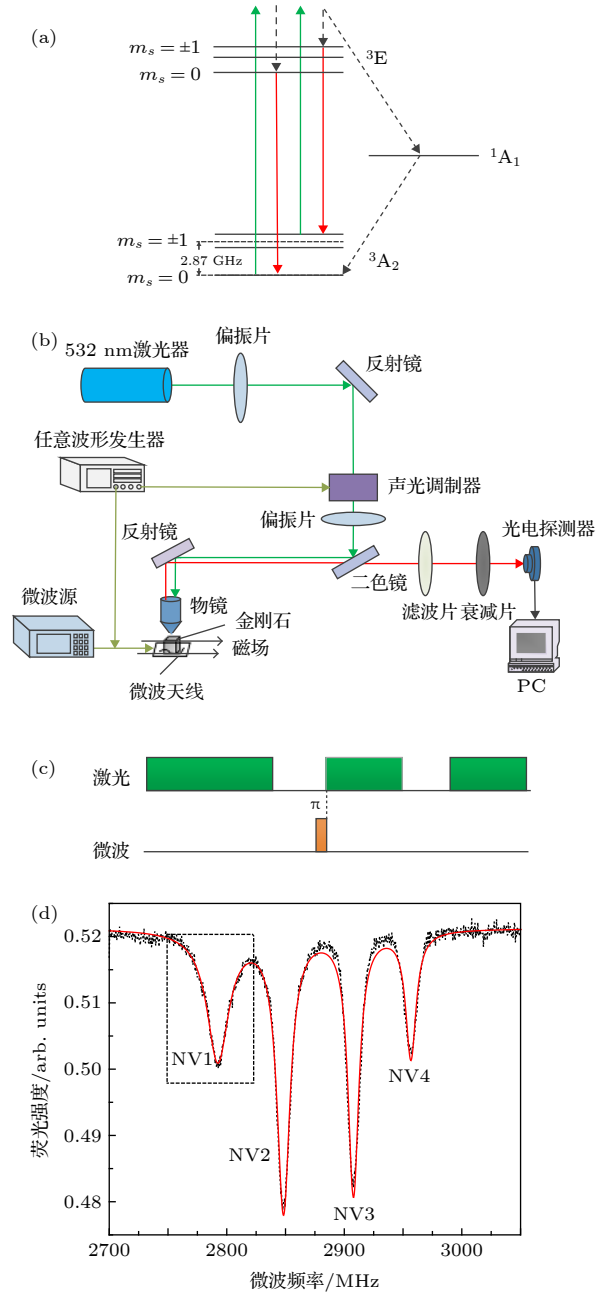 (a)
m_s = ±1
³E
m_s = 0
¹A₁
m_s = ±1
2.87 GHz
³A₂
m_s = 0
(b)
偏振片
532 nm激光器
反射镜
任意波形发生器
声光调制器
偏振片
反射镜
光电探测器
二色镜
微波源
物镜
滤波片
衰减片
金刚石
磁场
微波天线
PC
(c)
激光
π
微波
(d)
0.52
0.51
0.50
0.49
0.48
荧光强度/arb. units
NV1
NV2
NV3
NV4
2700
2800
2900
3000
微波频率/MHz